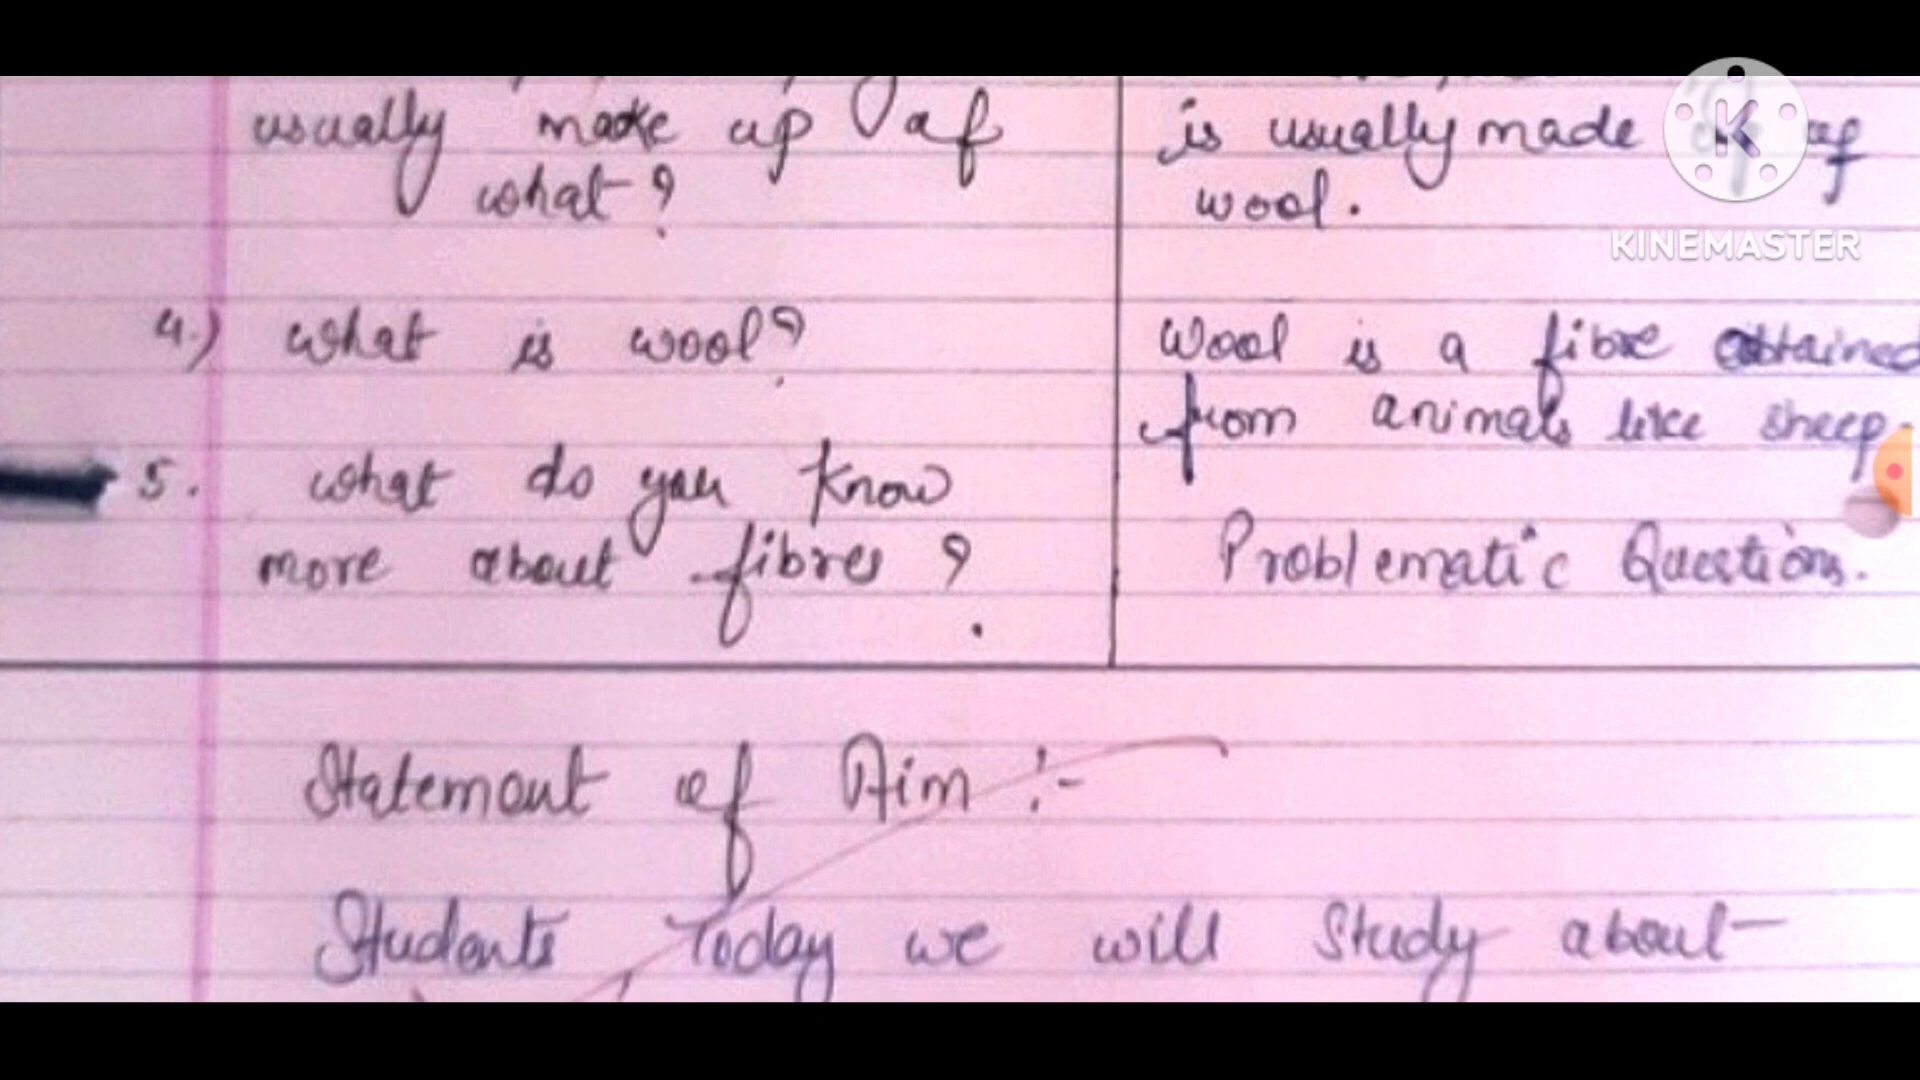 usually make up of
what?
is usually made up of
wool.
KINEMASTER
4.) What is wool?
Wool is a fibre obtained
from animals like sheep.
5. What do you know
more about fibres?
Problematic Questions.
Statement of Aim :-
Students, Today we will study about